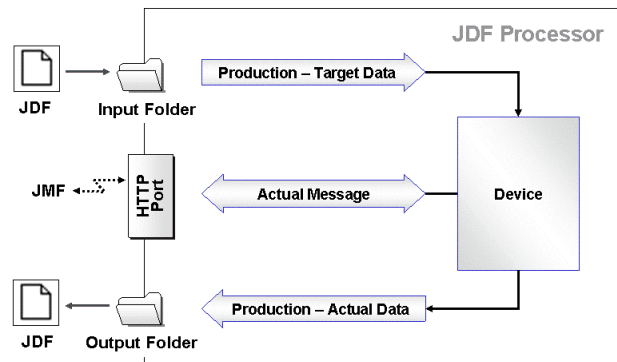 JDF Processor
JDF
Input Folder
Production – Target Data
JMF
HTTP
Port
Actual Message
Device
JDF
Output Folder
Production – Actual Data